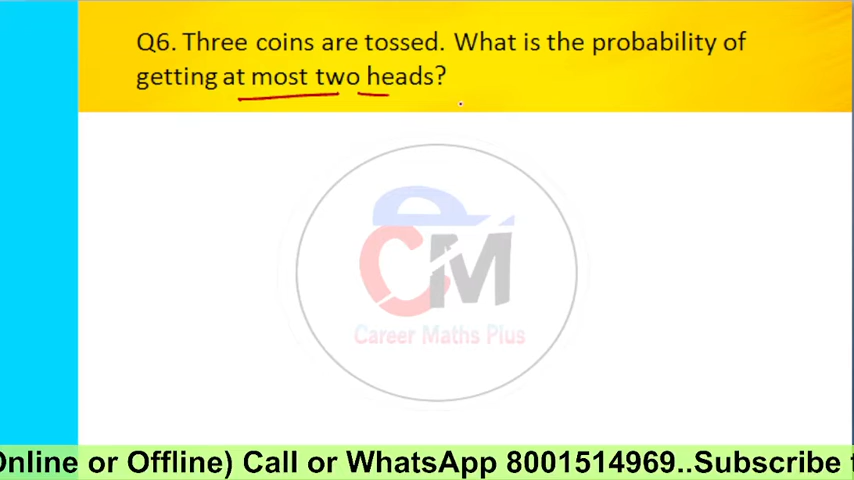 Q6. Three coins are tossed. What is the probability of
getting at most two heads?
CM
Career Maths Plus
Online or Offline) Call or WhatsApp 8001514969..Subscribe